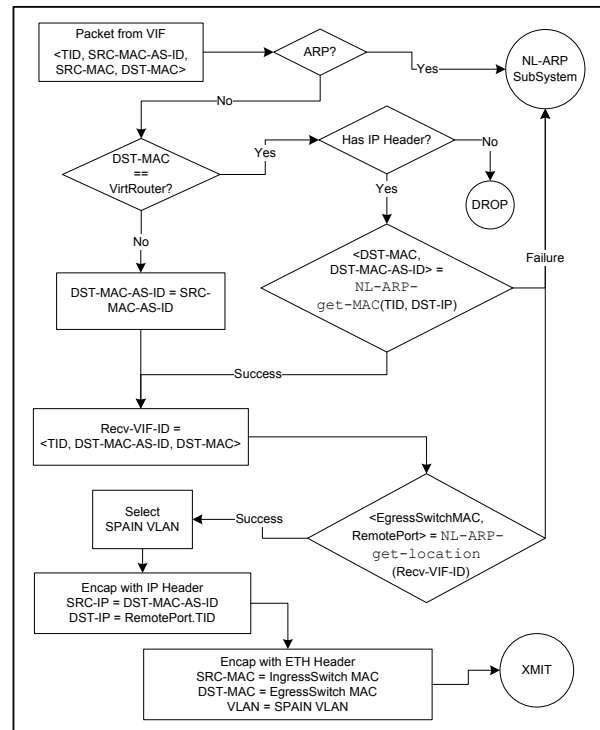 Packet from VIF
<TID, SRC-MAC-AS-ID,
SRC-MAC, DST-MAC>
ARP?
Yes
NL-ARP
SubSystem
No
DST-MAC
==
VirtRouter?
Yes
Has IP Header?
No
DROP
Yes
No
<DST-MAC,
DST-MAC-AS-ID> =
NL-ARP-
get-MAC(TID, DST-IP)
Failure
DST-MAC-AS-ID = SRC-
MAC-AS-ID
Success
Recv-VIF-ID =
<TID, DST-MAC-AS-ID, DST-MAC>
<EgressSwitchMAC,
RemotePort> = NL-ARP-
get-location
(Recv-VIF-ID)
Success
Select
SPAIN VLAN
Encap with IP Header
SRC-IP = DST-MAC-AS-ID
DST-IP = RemotePort.TID
Encap with ETH Header
SRC-MAC = IngressSwitch MAC
DST-MAC = EgressSwitch MAC
VLAN = SPAIN VLAN
XMIT